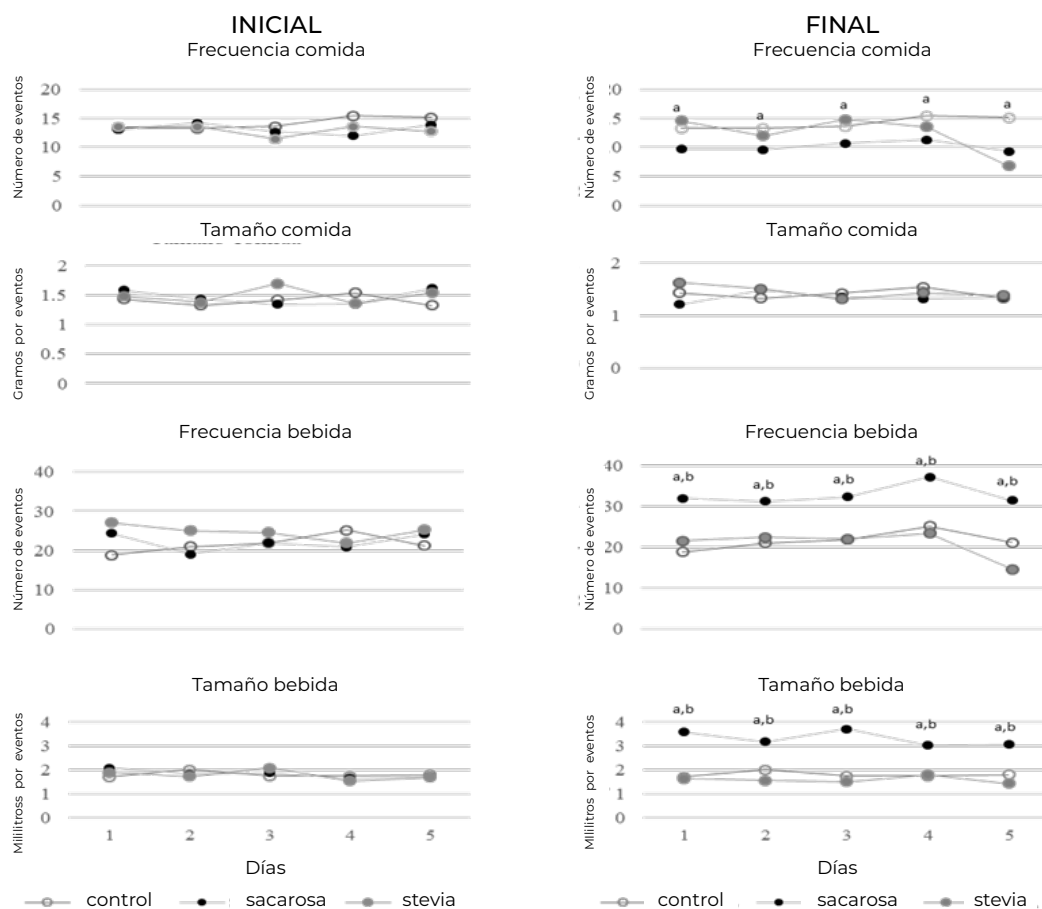 INICIAL
Frecuencia comida
Número de eventos
20
15
10
5
0
Tamaño comida
Gramos por eventos
2
1.5
1
0.5
0
Frecuencia bebida
Número de eventos
40
30
20
10
0
Tamaño bebida
Mililitross por eventos
4
3
2
1
0
1 2 3 4 5
Días
control sacarosa stevia
FINAL
Frecuencia comida
Número de eventos
20
5
0
5
0
a a a a a
Tamaño comida
Gramos por eventos
2
1
0
Frecuencia bebida
Número de eventos
40
30
20
10
0
a,b a,b a,b a,b a,b
Tamaño bebida
Mililitros por eventos
4
3
2
1
0
a,b a,b a,b a,b a,b
1 2 3 4 5
Días
control sacarosa stevia